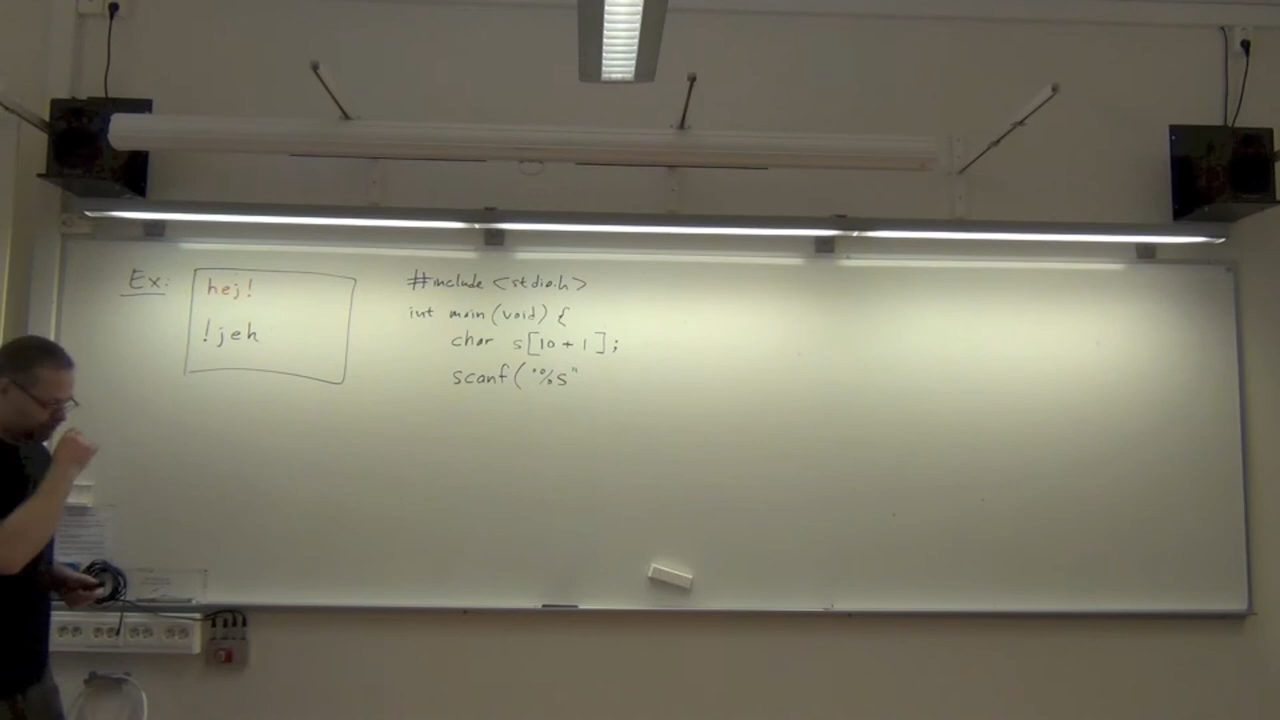 Ex:
hej!
!jeh
#include <stdio.h>
int main(void) {
char s[10+1];
scanf("%s"